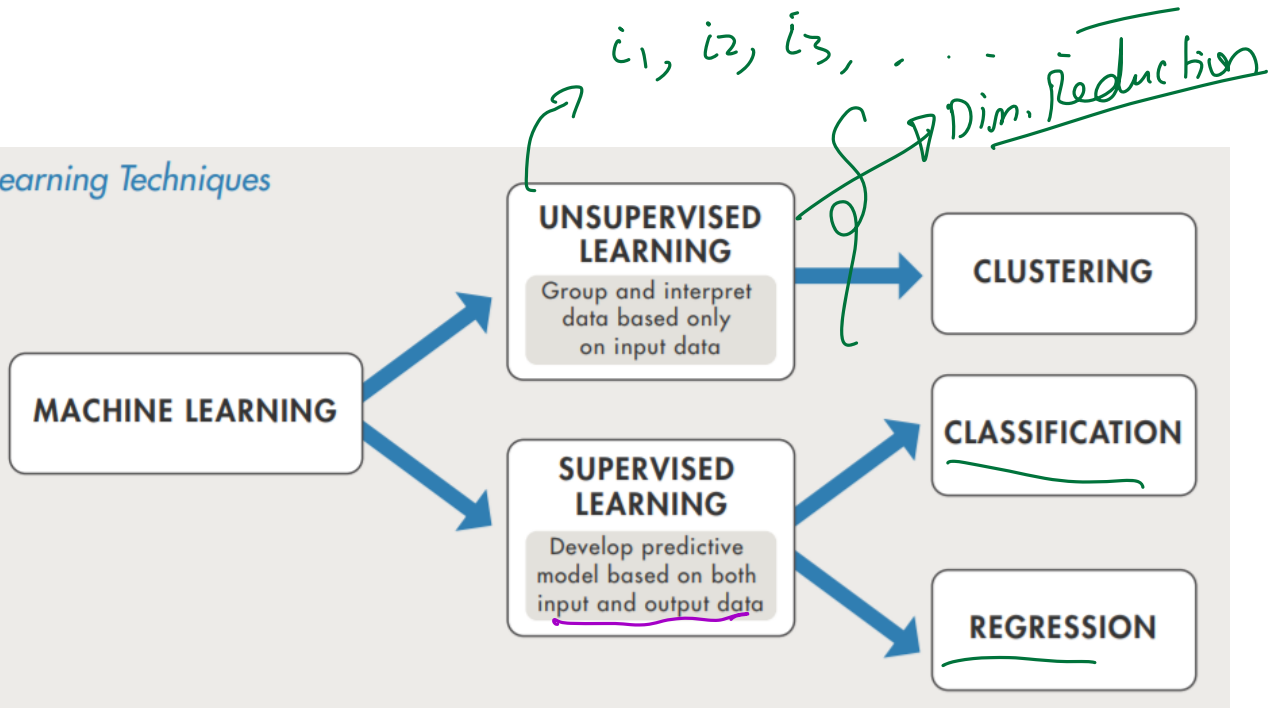 i1, i2, i3, . . - -
Dim. Reduction
earning Techniques
UNSUPERVISED
LEARNING
Group and interpret
data based only
on input data
CLUSTERING
MACHINE LEARNING
CLASSIFICATION
SUPERVISED
LEARNING
Develop predictive
model based on both
input and output data
REGRESSION